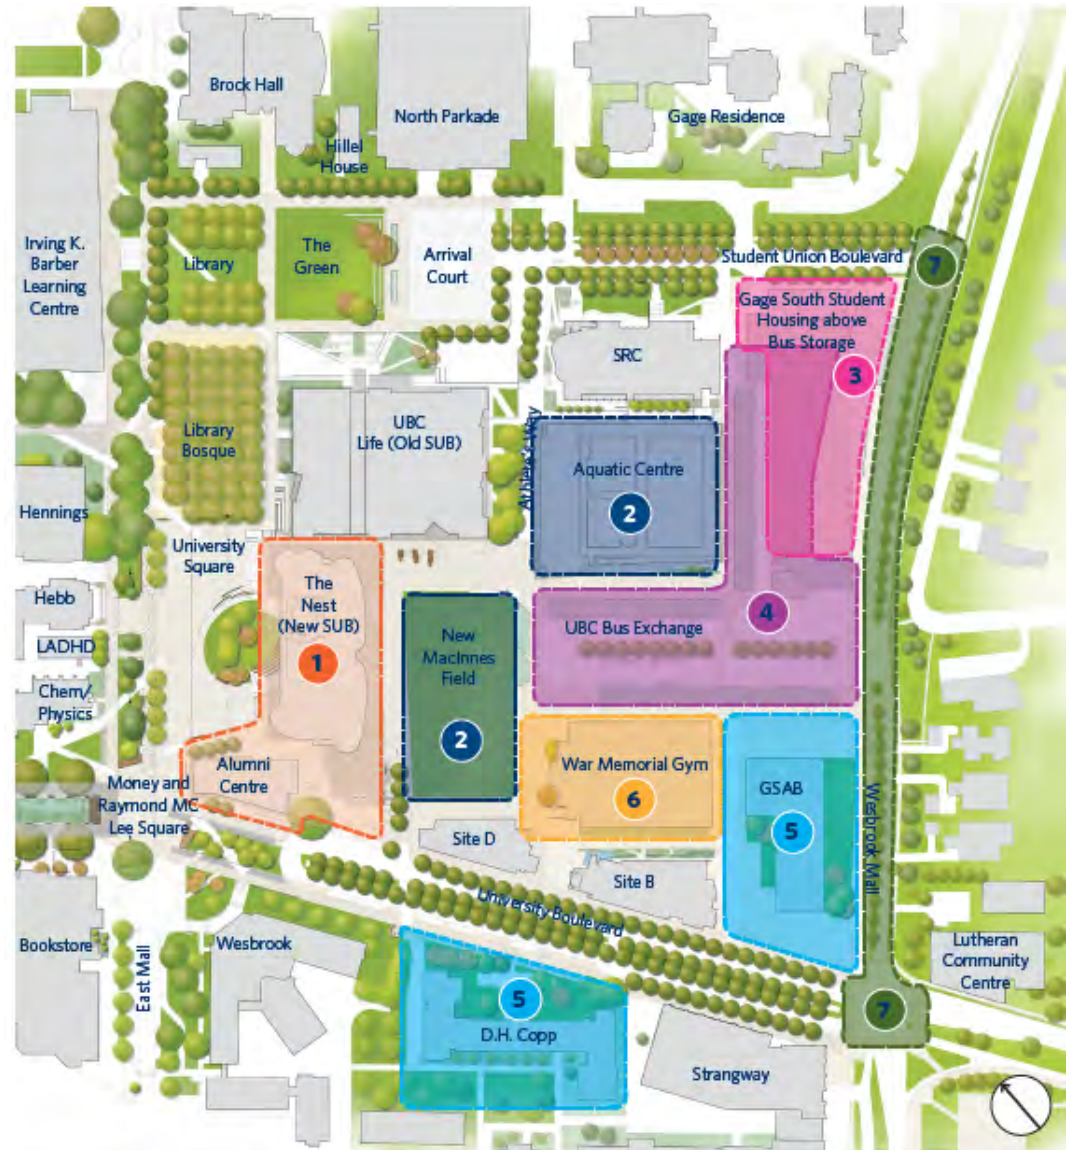 Brock Hall
North Parkade
Gage Residence
Hillel
House
Irving K.
Barber
Learning
Centre
Library
The
Green
Arrival
Court
Student Union Boulevard
7
Gage South Student
Housing above
Bus Storage
3
SRC
Library
Bosque
UBC
Life (Old SUB)
Athlete's Way
Aquatic Centre
2
Hennings
University
Square
Hebb
The
Nest
(New SUB)
1
New
MacInnes
Field
2
UBC Bus Exchange
4
LADHD
Chem/
Physics
Alumni
Centre
Money and
Raymond MC
Lee Square
War Memorial Gym
6
GSAB
5
Wesbrook Mall
Site D
Site B
University Boulevard
Bookstore
East Mall
Wesbrook
5
D.H. Copp
Lutheran
Community
Centre
7
Strangway